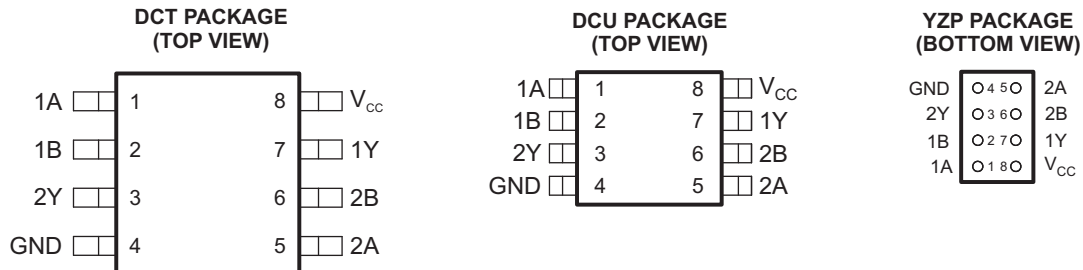 DCT PACKAGE
(TOP VIEW)
1A 1 8 VCC
1B 2 7 1Y
2Y 3 6 2B
GND 4 5 2A
DCU PACKAGE
(TOP VIEW)
1A 1 8 VCC
1B 2 7 1Y
2Y 3 6 2B
GND 4 5 2A
YZP PACKAGE
(BOTTOM VIEW)
GND 4 5 2A
2Y 3 6 2B
1B 2 7 1Y
1A 1 8 VCC